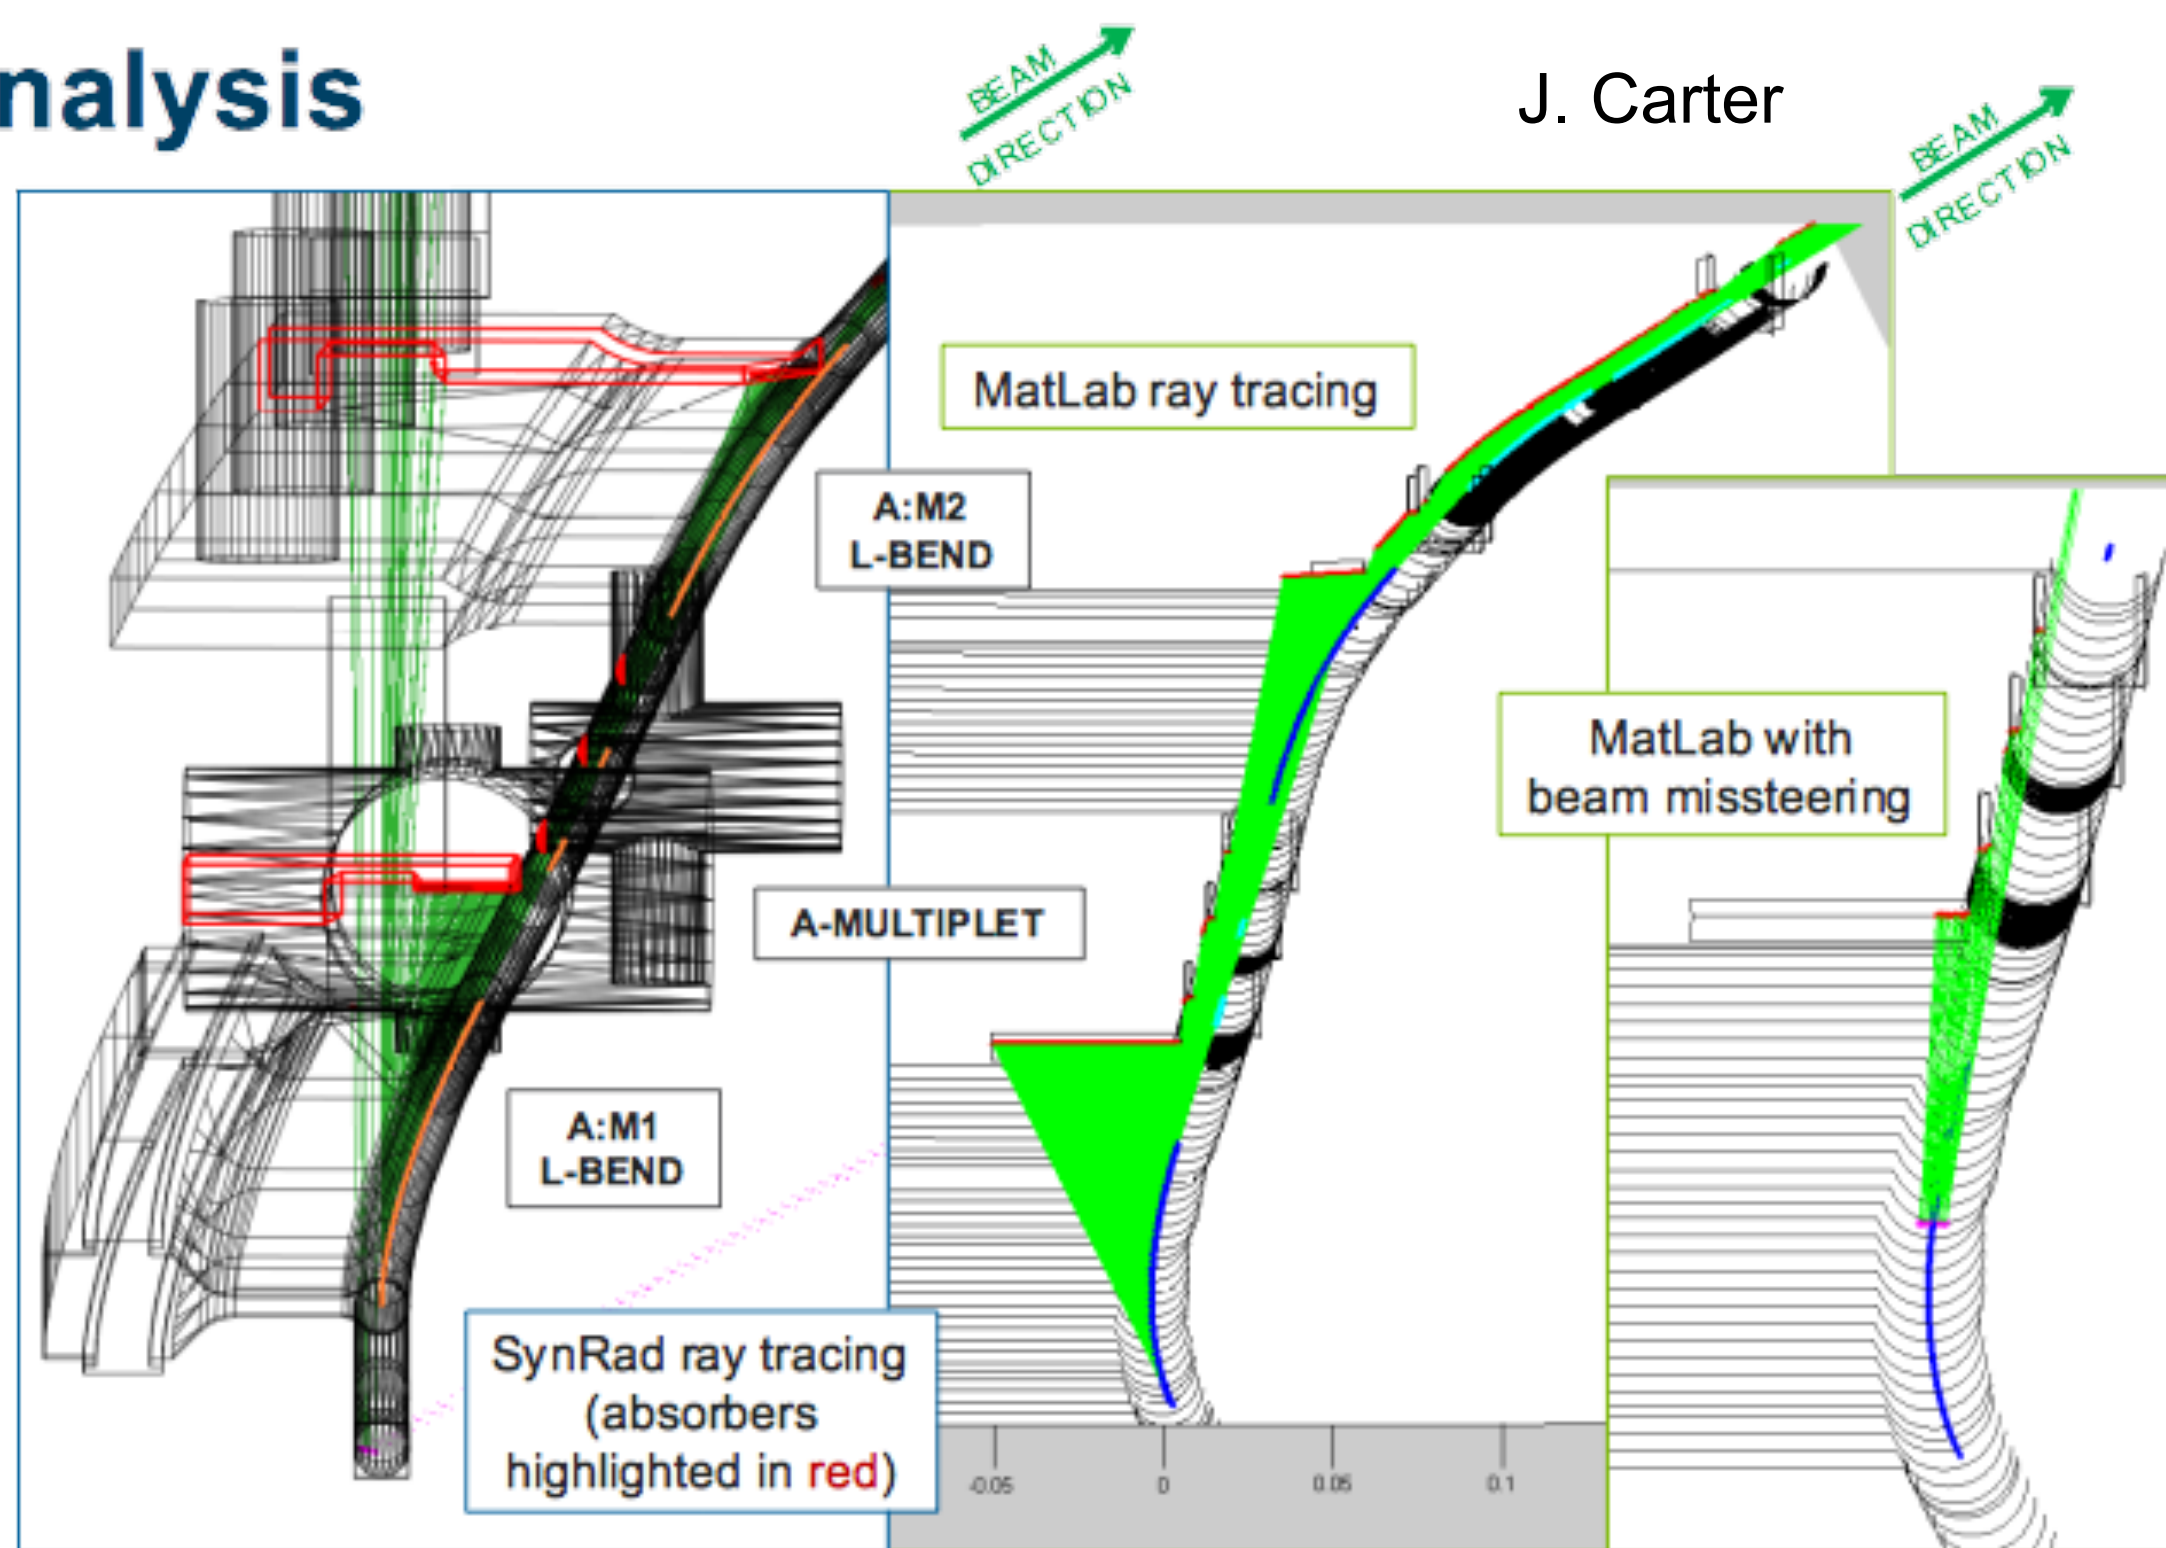 nalysis
BEAM
DIRECTION
J. Carter
BEAM
DIRECTION
MatLab ray tracing
A:M2
L-BEND
MatLab with
beam missteering
A-MULTIPLET
A:M1
L-BEND
SynRad ray tracing
(absorbers
highlighted in red)
-0.05
0
0.05
0.1